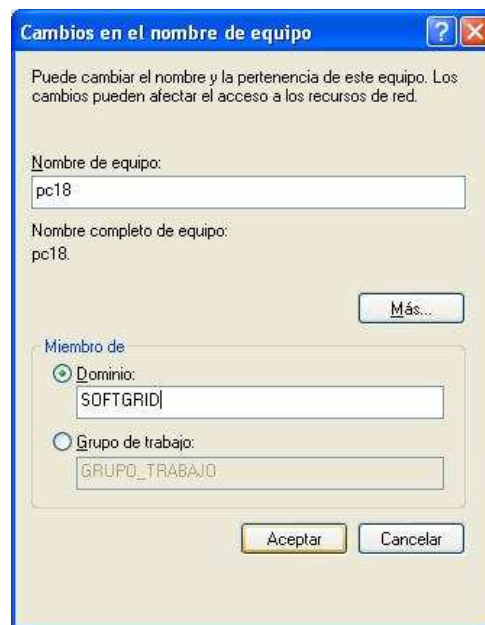 Cambios en el nombre de equipo
Puede cambiar el nombre y la pertenencia de este equipo. Los
cambios pueden afectar el acceso a los recursos de red.
Nombre de equipo:
pc18
Nombre completo de equipo:
pc18.
Más...
Miembro de
Dominio:
SOFTGRID
Grupo de trabajo:
GRUPO_TRABAJO
Aceptar
Cancelar